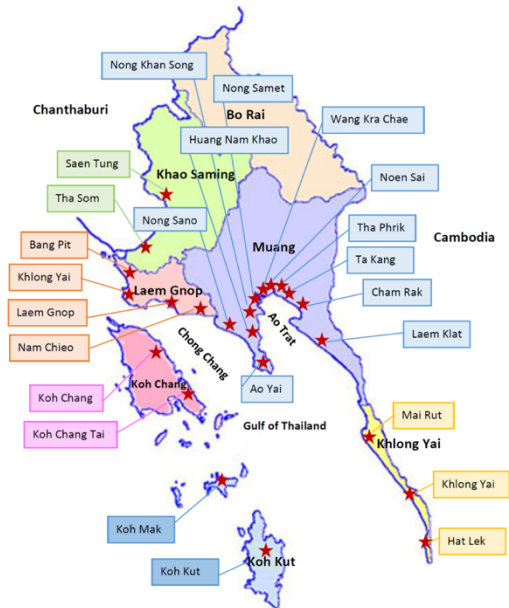 Nong Khan Song
Nong Samet
Chanthaburi
Bo Rai
Wang Kra Chae
Huang Nam Khao
Saen Tung
Khao Saming
Noen Sai
Tha Som
Nong Sano
Tha Phrik
Bang Pit
Muang
Cambodia
Ta Kang
Khlong Yai
Laem Gnop
Cham Rak
Laem Gnop
Ao Trat
Nam Chieo
Chong Chang
Laem Klat
Koh Chang
Koh Chang
Ao Yai
Mai Rut
Koh Chang Tai
Gulf of Thailand
Khlong Yai
Khlong Yai
Koh Mak
Hat Lek
Koh Kut
Koh Kut